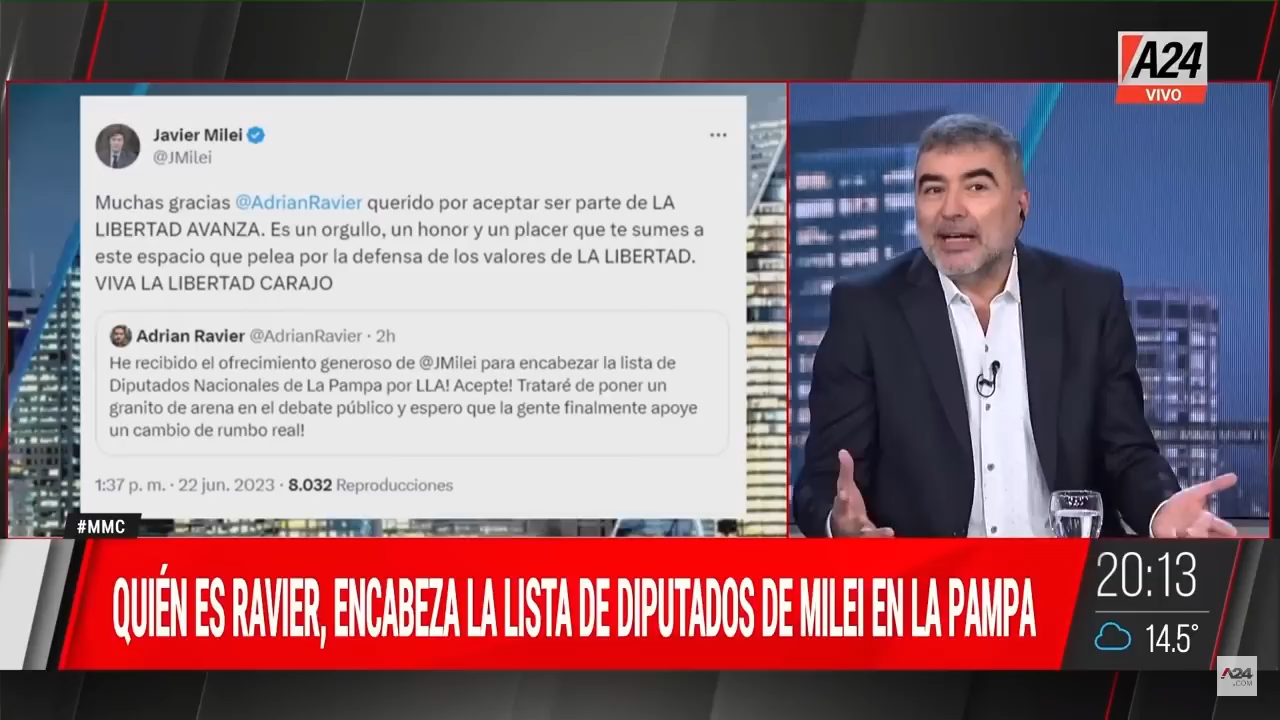 A24
VIVO
Javier Milei
@JMilei
Muchas gracias @AdrianRavier querido por aceptar ser parte de LA
LIBERTAD AVANZA. Es un orgullo, un honor y un placer que te sumes a
este espacio que pelea por la defensa de los valores de LA LIBERTAD.
VIVA LA LIBERTAD CARAJO
Adrian Ravier @AdrianRavier · 2h
He recibido el ofrecimiento generoso de @JMilei para encabezar la lista de
Diputados Nacionales de La Pampa por LLA! Acepte! Trataré de poner un
granito de arena en el debate público y espero que la gente finalmente apoye
un cambio de rumbo real!
1:37 p. m. · 22 jun. 2023 · 8.032 Reproducciones
#MMC
QUIÉN ES RAVIER, ENCABEZA LA LISTA DE DIPUTADOS DE MILEI EN LA PAMPA
20:13
14.5°
A24
.COM